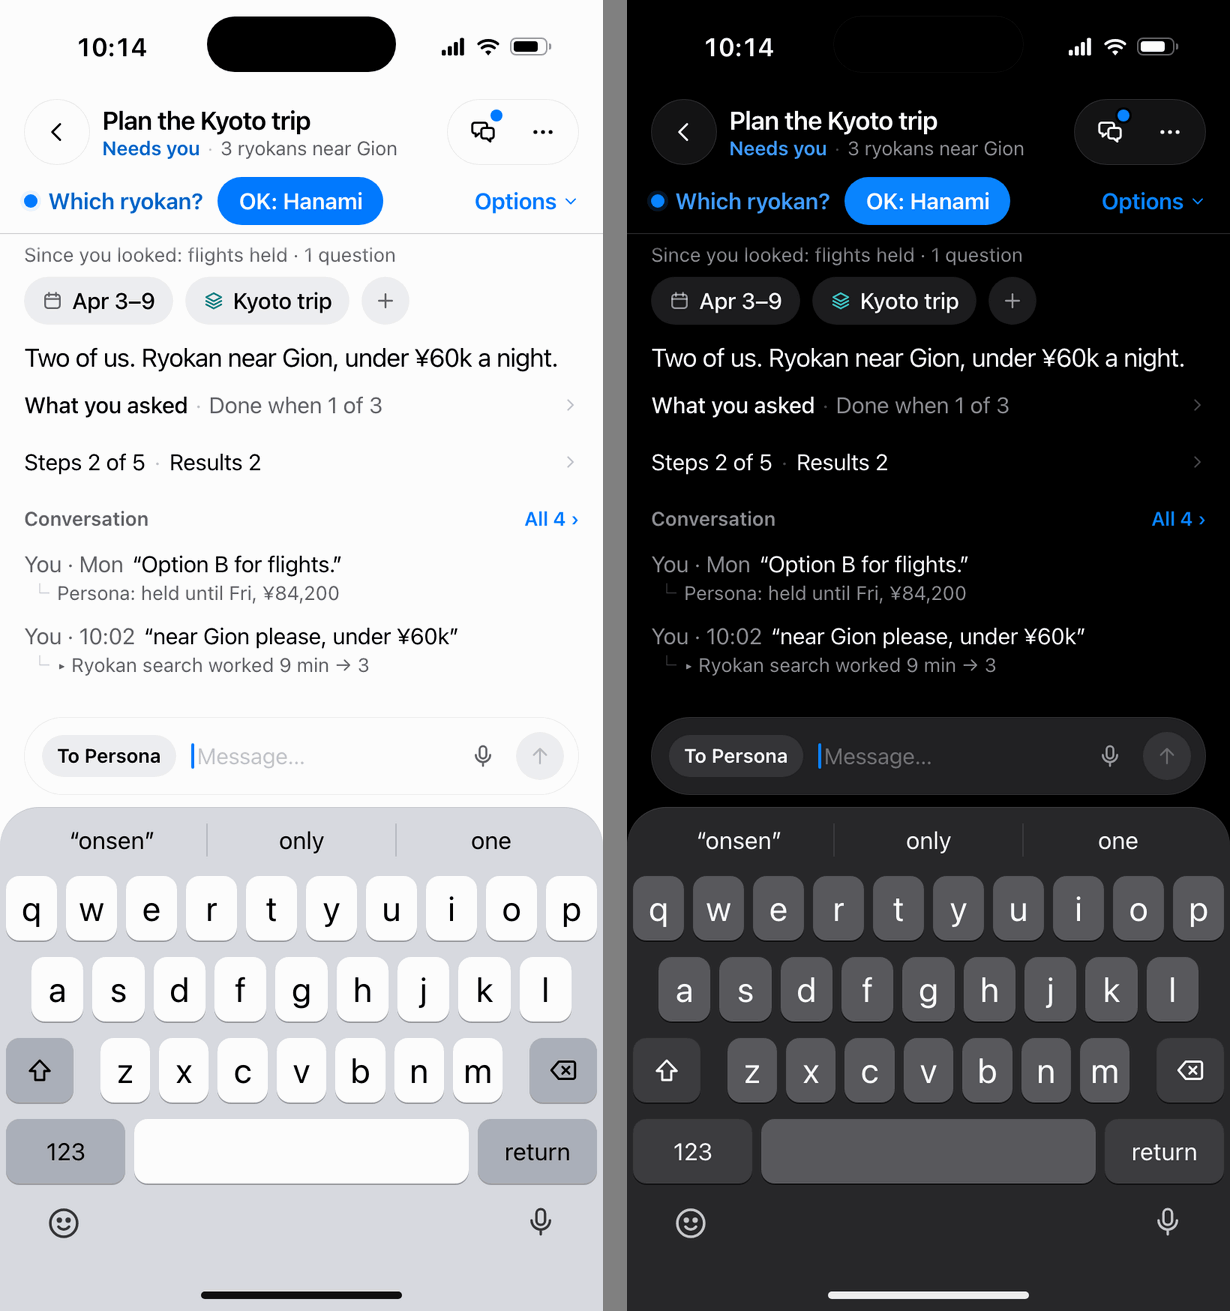 10:14
Plan the Kyoto trip
Needs you · 3 ryokans near Gion
Which ryokan? OK: Hanami Options
Since you looked: flights held · 1 question
Apr 3–9 Kyoto trip +
Two of us. Ryokan near Gion, under ¥60k a night.
What you asked · Done when 1 of 3
Steps 2 of 5 · Results 2
Conversation All 4 ›
You · Mon “Option B for flights.”
Persona: held until Fri, ¥84,200
You · 10:02 “near Gion please, under ¥60k”
▸ Ryokan search worked 9 min → 3
To Persona Message...
“onsen” only one
q w e r t y u i o p
a s d f g h j k l
z x c v b n m
123 return
10:14
Plan the Kyoto trip
Needs you · 3 ryokans near Gion
Which ryokan? OK: Hanami Options
Since you looked: flights held · 1 question
Apr 3–9 Kyoto trip +
Two of us. Ryokan near Gion, under ¥60k a night.
What you asked · Done when 1 of 3
Steps 2 of 5 · Results 2
Conversation All 4 ›
You · Mon “Option B for flights.”
Persona: held until Fri, ¥84,200
You · 10:02 “near Gion please, under ¥60k”
▸ Ryokan search worked 9 min → 3
To Persona Message...
“onsen” only one
q w e r t y u i o p
a s d f g h j k l
z x c v b n m
123 return